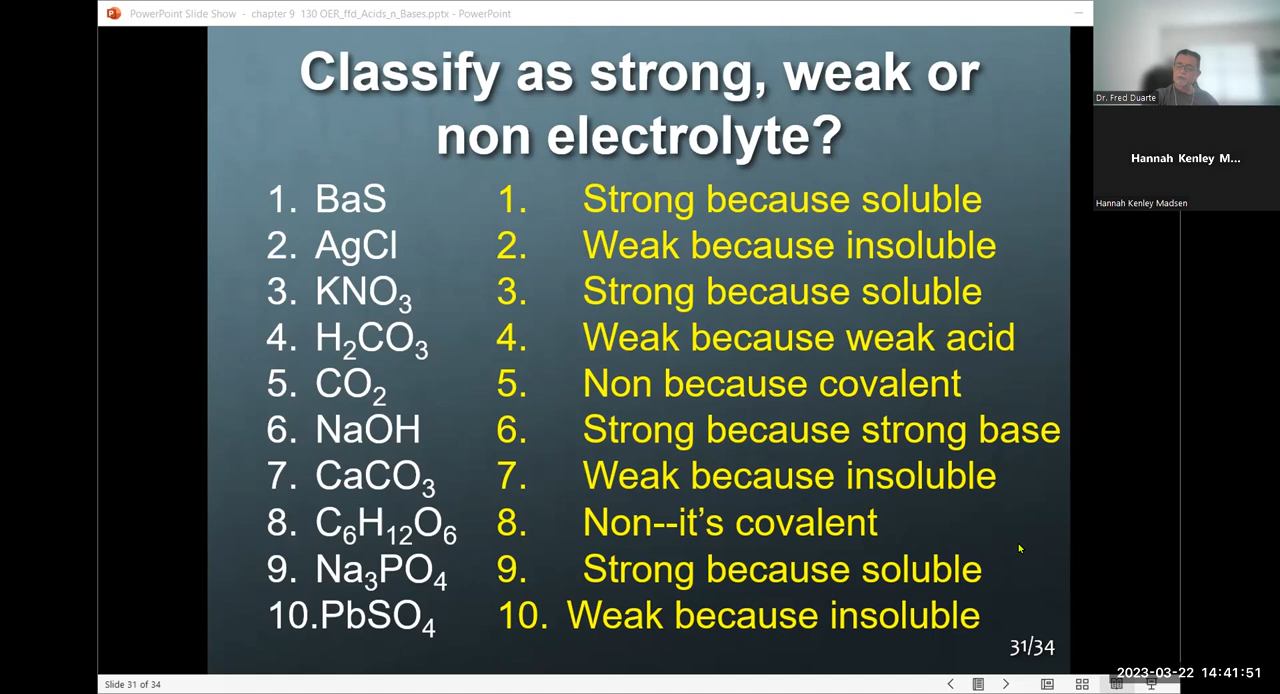 PowerPoint Slide Show - chapter 9 130 OER_ffd_Acids_n_Bases.pptx - PowerPoint
Classify as strong, weak or
non electrolyte?
1. BaS 1. Strong because soluble
2. AgCl 2. Weak because insoluble
3. KNO3 3. Strong because soluble
4. H2CO3 4. Weak because weak acid
5. CO2 5. Non because covalent
6. NaOH 6. Strong because strong base
7. CaCO3 7. Weak because insoluble
8. C6H12O6 8. Non--it's covalent
9. Na3PO4 9. Strong because soluble
10.PbSO4 10. Weak because insoluble
31/34
Dr. Fred Duarte
Hannah Kenley M...
Hannah Kenley Madsen
2023-03-22 14:41:51
Slide 31 of 34